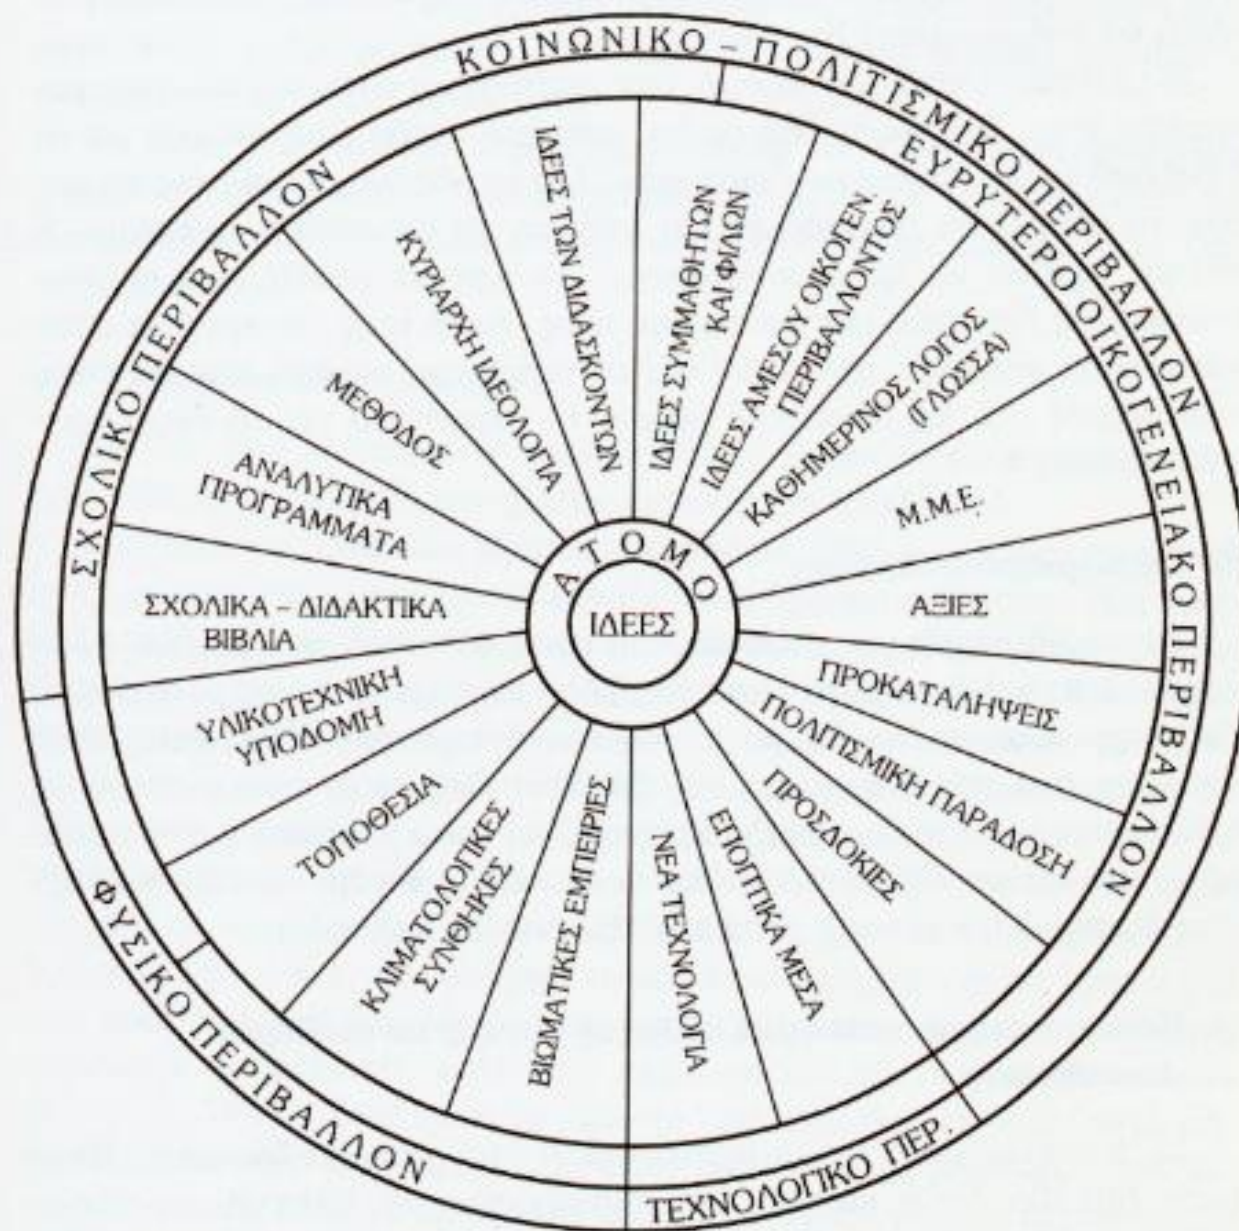 ΚΟΙΝΩΝΙΚΟ – ΠΟΛΙΤΙΣΜΙΚΟ ΠΕΡΙΒΑΛΛΟΝ
ΣΧΟΛΙΚΟ ΠΕΡΙΒΑΛΛΟΝ
ΕΥΡΥΤΕΡΟ ΟΙΚΟΓΕΝΕΙΑΚΟ ΠΕΡΙΒΑΛΛΟΝ
ΙΔΕΕΣ ΤΩΝ ΔΙΔΑΣΚΟΝΤΩΝ
ΙΔΕΕΣ ΣΥΜΜΑΘΗΤΩΝ
ΚΑΙ ΦΙΛΩΝ
ΙΔΕΕΣ ΑΜΕΣΟΥ ΟΙΚΟΓΕΝ
ΠΕΡΙΒΑΛΛΟΝΤΟΣ
ΚΑΘΗΜΕΡΙΝΟΣ ΛΟΓΟΣ
(ΓΛΩΣΣΑ)
Μ.Μ.Ε.
ΑΞΙΕΣ
ΠΡΟΚΑΤΑΛΗΨΕΙΣ
ΠΟΛΙΤΙΣΜΙΚΗ ΠΑΡΑΔΟΣΗ
ΠΡΟΣΔΟΚΙΕΣ
ΕΠΟΠΤΙΚΑ ΜΕΣΑ
ΝΕΑ ΤΕΧΝΟΛΟΓΙΑ
ΒΙΩΜΑΤΙΚΕΣ ΕΜΠΕΙΡΙΕΣ
ΚΛΙΜΑΤΟΛΟΓΙΚΕΣ
ΣΥΝΘΗΚΕΣ
ΤΟΠΟΘΕΣΙΑ
ΥΛΙΚΟΤΕΧΝΙΚΗ
ΥΠΟΔΟΜΗ
ΣΧΟΛΙΚΑ – ΔΙΔΑΚΤΙΚΑ
ΒΙΒΛΙΑ
ΑΝΑΛΥΤΙΚΑ
ΠΡΟΓΡΑΜΜΑΤΑ
ΜΕΘΟΔΟΣ
ΚΥΡΙΑΡΧΗ ΙΔΕΟΛΟΓΙΑ
ΑΤΟΜΟ
ΙΔΕΕΣ
ΦΥΣΙΚΟ ΠΕΡΙΒΑΛΛΟΝ
ΤΕΧΝΟΛΟΓΙΚΟ ΠΕΡ.